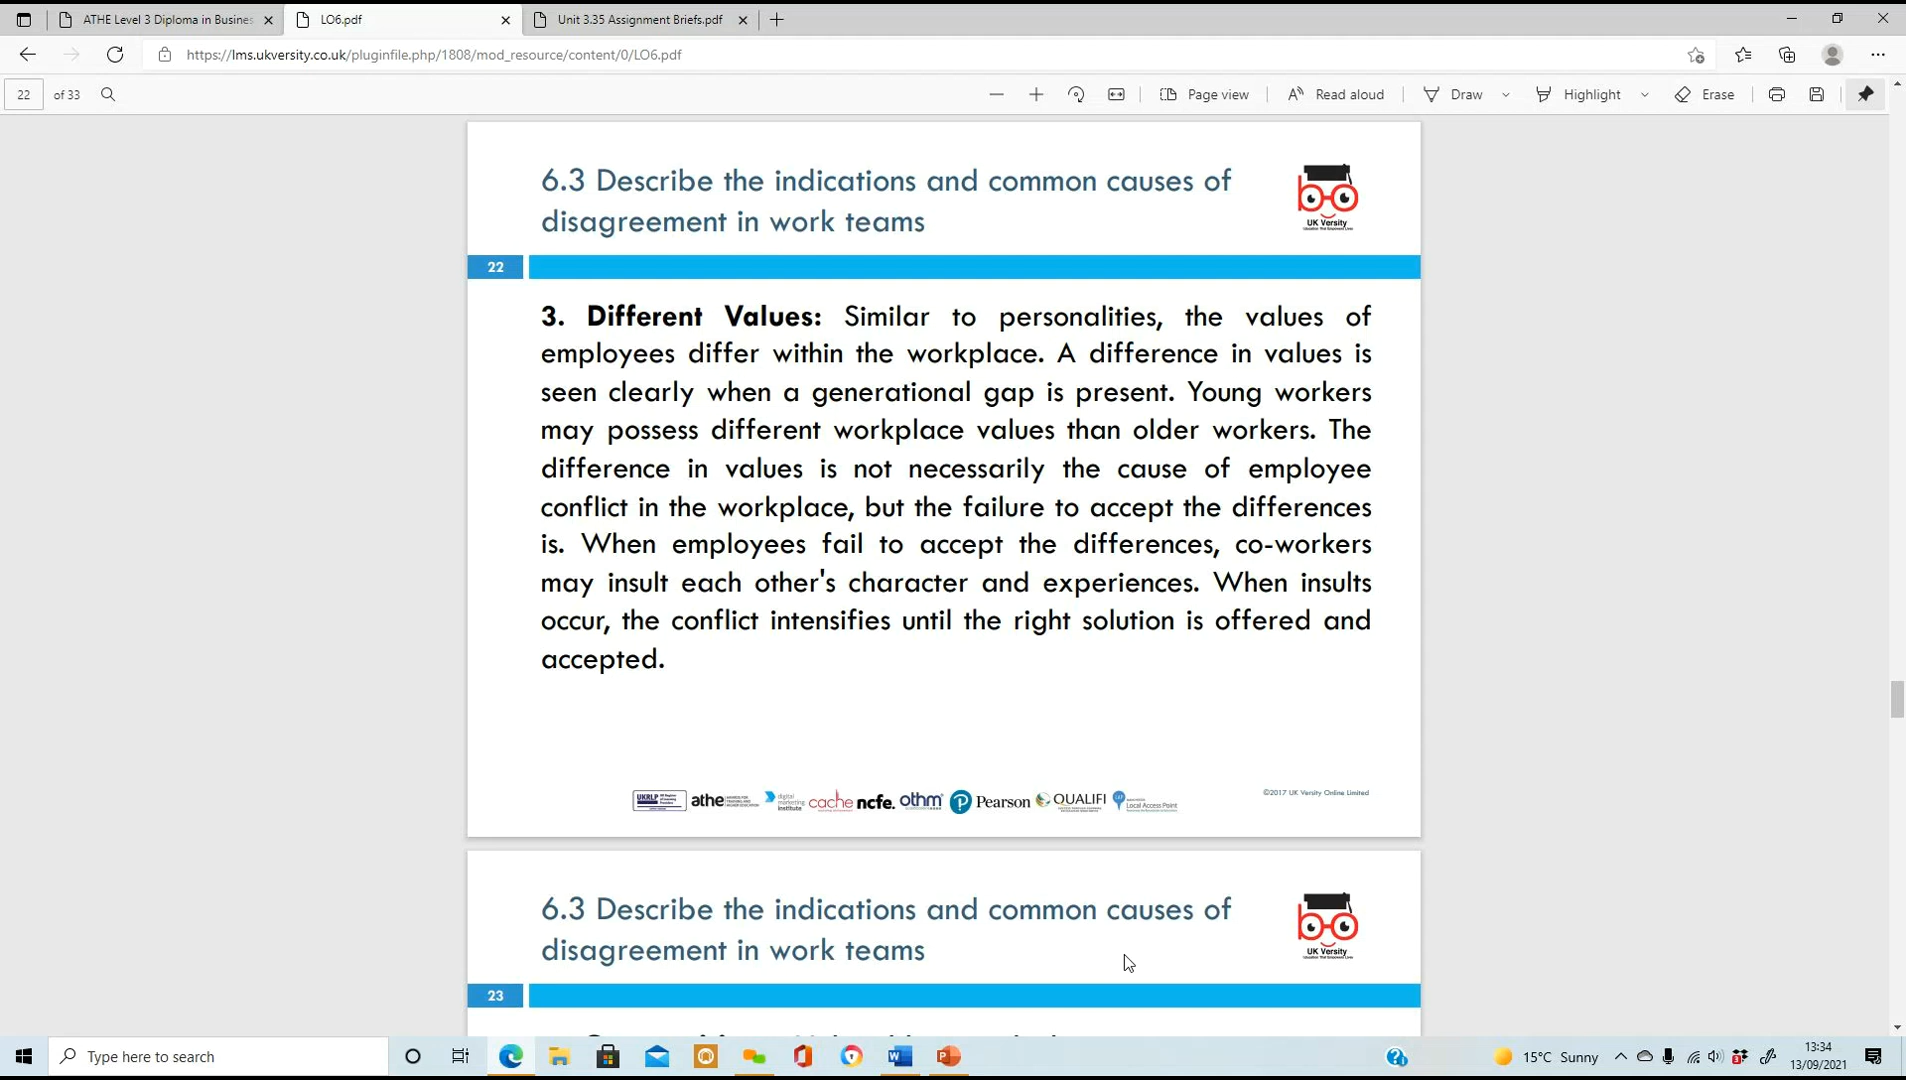 ATHE Level 3 Diploma in Busines
LO6.pdf
Unit 3.35 Assignment Briefs.pdf
https://lms.ukversity.co.uk/pluginfile.php/1808/mod_resource/content/0/LO6.pdf
22 of 33
Page view
Read aloud
Draw
Highlight
Erase
6.3 Describe the indications and common causes of
disagreement in work teams
UK Versity
22
3. Different Values: Similar to personalities, the values of
employees differ within the workplace. A difference in values is
seen clearly when a generational gap is present. Young workers
may possess different workplace values than older workers. The
difference in values is not necessarily the cause of employee
conflict in the workplace, but the failure to accept the differences
is. When employees fail to accept the differences, co-workers
may insult each other's character and experiences. When insults
occur, the conflict intensifies until the right solution is offered and
accepted.
UKRLP
athe
digital
marketing
institute
cache
ncfe.
othm
Pearson
QUALIFI
Local Access Point
©2017 UK Versity Online Limited
6.3 Describe the indications and common causes of
disagreement in work teams
UK Versity
23
Type here to search
15°C Sunny
13:34
13/09/2021